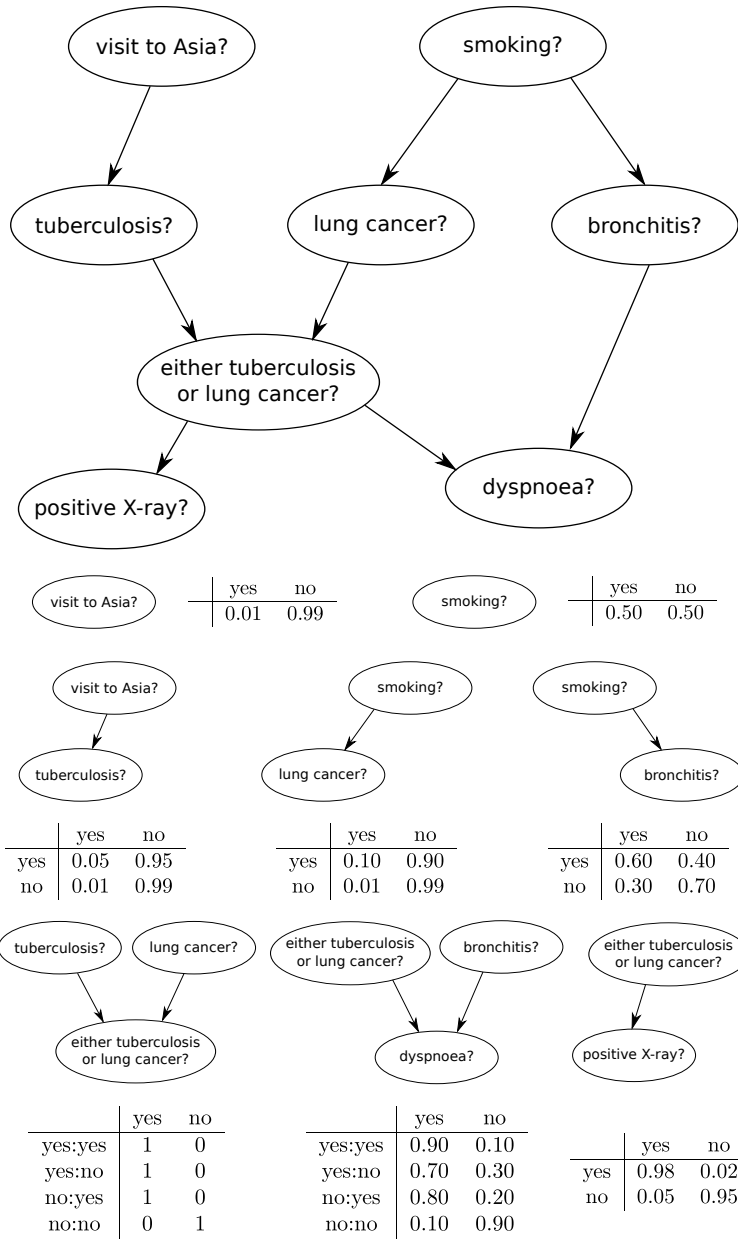 visit to Asia?
smoking?
tuberculosis?
lung cancer?
bronchitis?
either tuberculosis
or lung cancer?
positive X-ray?
dyspnoea?
visit to Asia?
yes no
0.01 0.99
smoking?
yes no
0.50 0.50
visit to Asia?
tuberculosis?
yes no
yes 0.05 0.95
no 0.01 0.99
smoking?
lung cancer?
yes no
yes 0.10 0.90
no 0.01 0.99
smoking?
bronchitis?
yes no
yes 0.60 0.40
no 0.30 0.70
tuberculosis?
lung cancer?
either tuberculosis
or lung cancer?
yes no
yes:yes 1 0
yes:no 1 0
no:yes 1 0
no:no 0 1
either tuberculosis
or lung cancer?
bronchitis?
dyspnoea?
yes no
yes:yes 0.90 0.10
yes:no 0.70 0.30
no:yes 0.80 0.20
no:no 0.10 0.90
either tuberculosis
or lung cancer?
positive X-ray?
yes no
yes 0.98 0.02
no 0.05 0.95